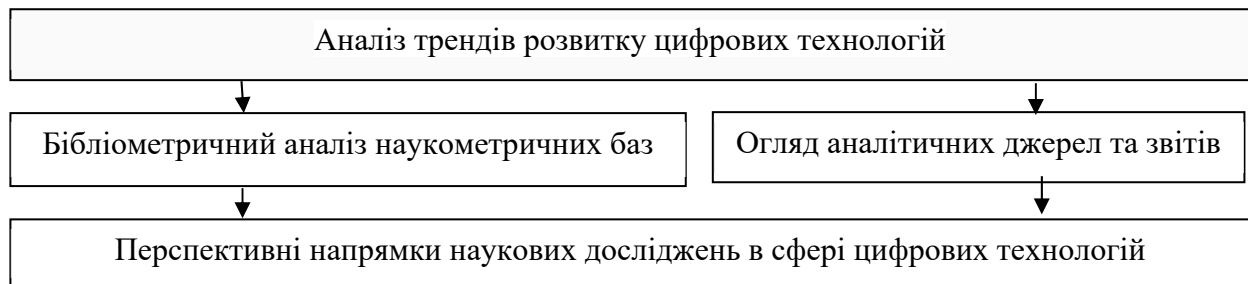 Аналіз трендів розвитку цифрових технологій
Бібліометричний аналіз наукометричних баз
Огляд аналітичних джерел та звітів
Перспективні напрямки наукових досліджень в сфері цифрових технологій